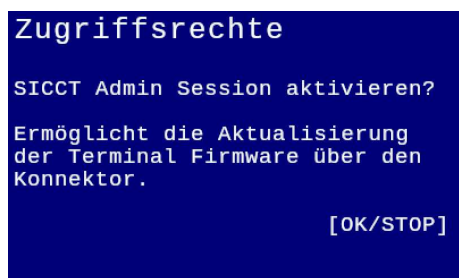 Zugriffsrechte
SICCT Admin Session aktivieren?
Ermöglicht die Aktualisierung
der Terminal Firmware über den
Konnektor.
[OK/STOP]